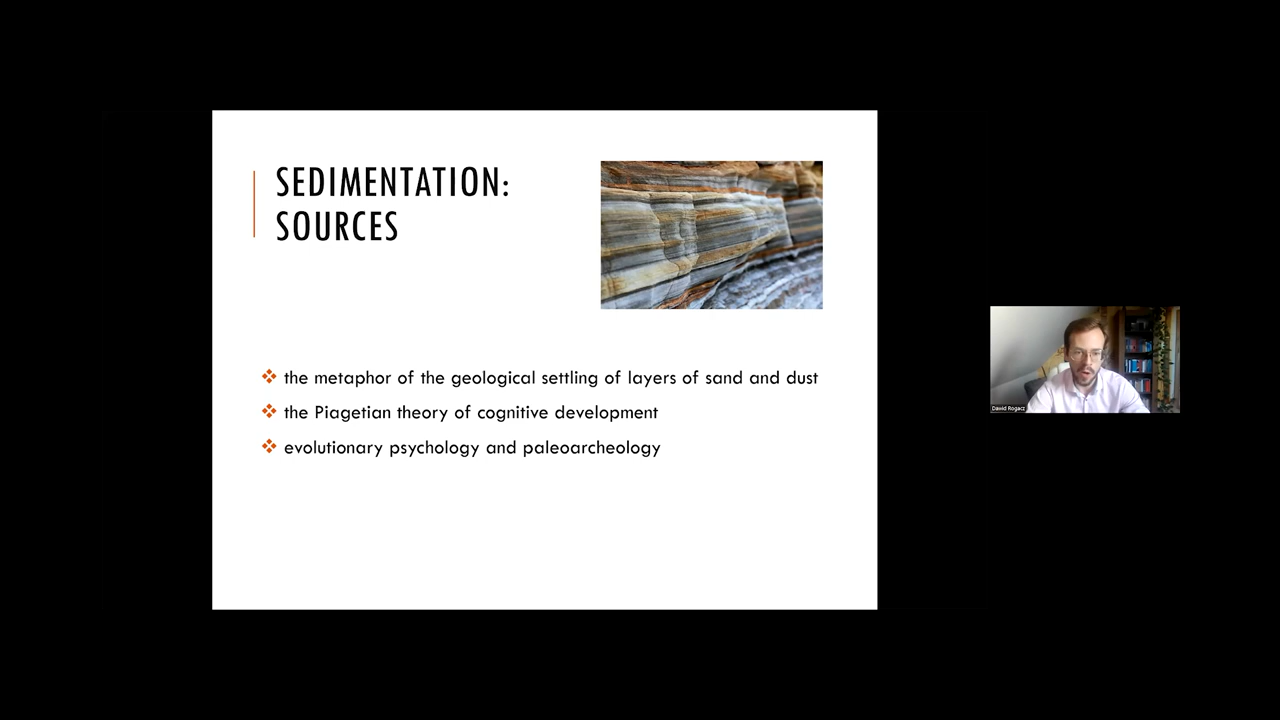 SEDIMENTATION:
SOURCES
the metaphor of the geological settling of layers of sand and dust
the Piagetian theory of cognitive development
evolutionary psychology and paleoarcheology
Dawid Rogacz